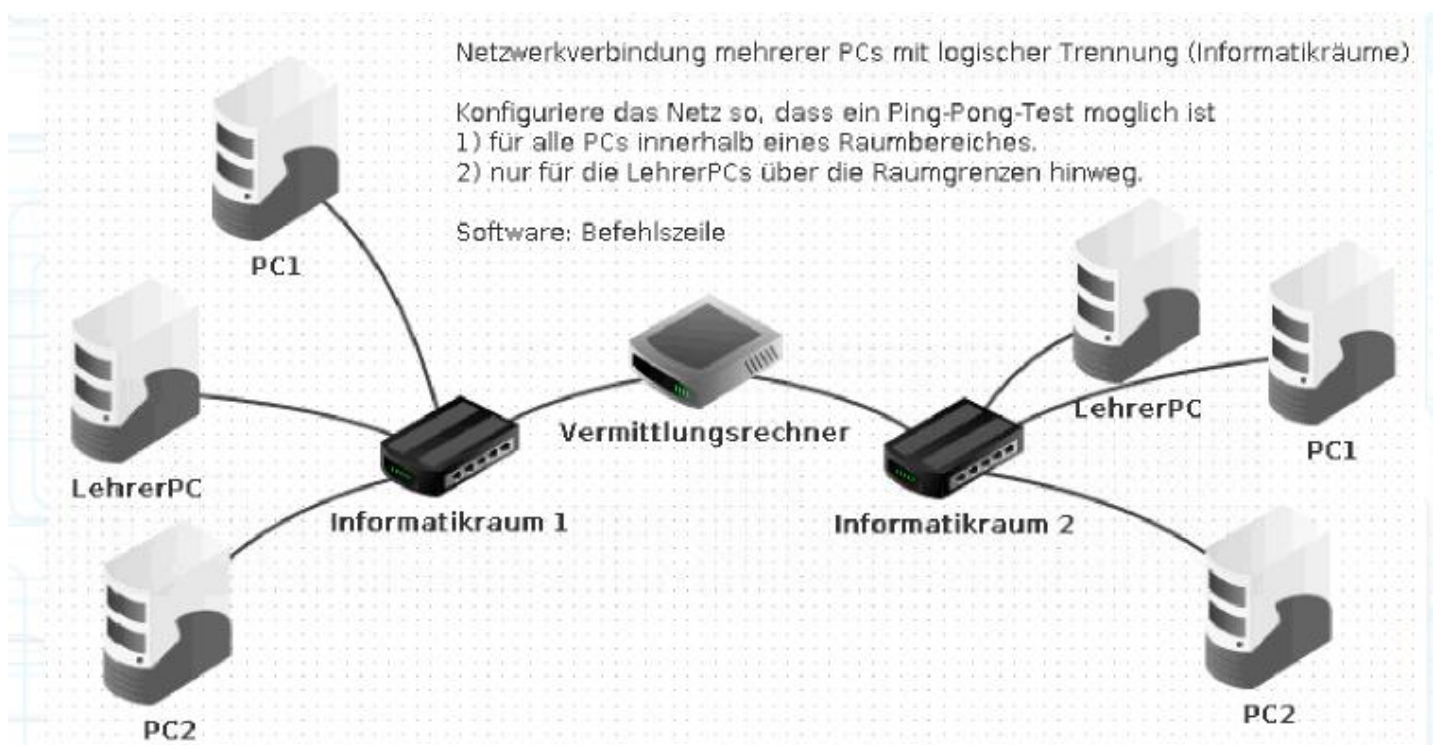 Netzwerkverbindung mehrerer PCs mit logischer Trennung (Informatikräume)
Konfiguriere das Netz so, dass ein Ping-Pong-Test moglich ist
1) für alle PCs innerhalb eines Raumbereiches.
2) nur für die LehrerPCs über die Raumgrenzen hinweg.
Software: Befehlszeile
PC1
LehrerPC
Vermittlungsrechner
LehrerPC
PC1
Informatikraum 1
Informatikraum 2
PC2
PC2